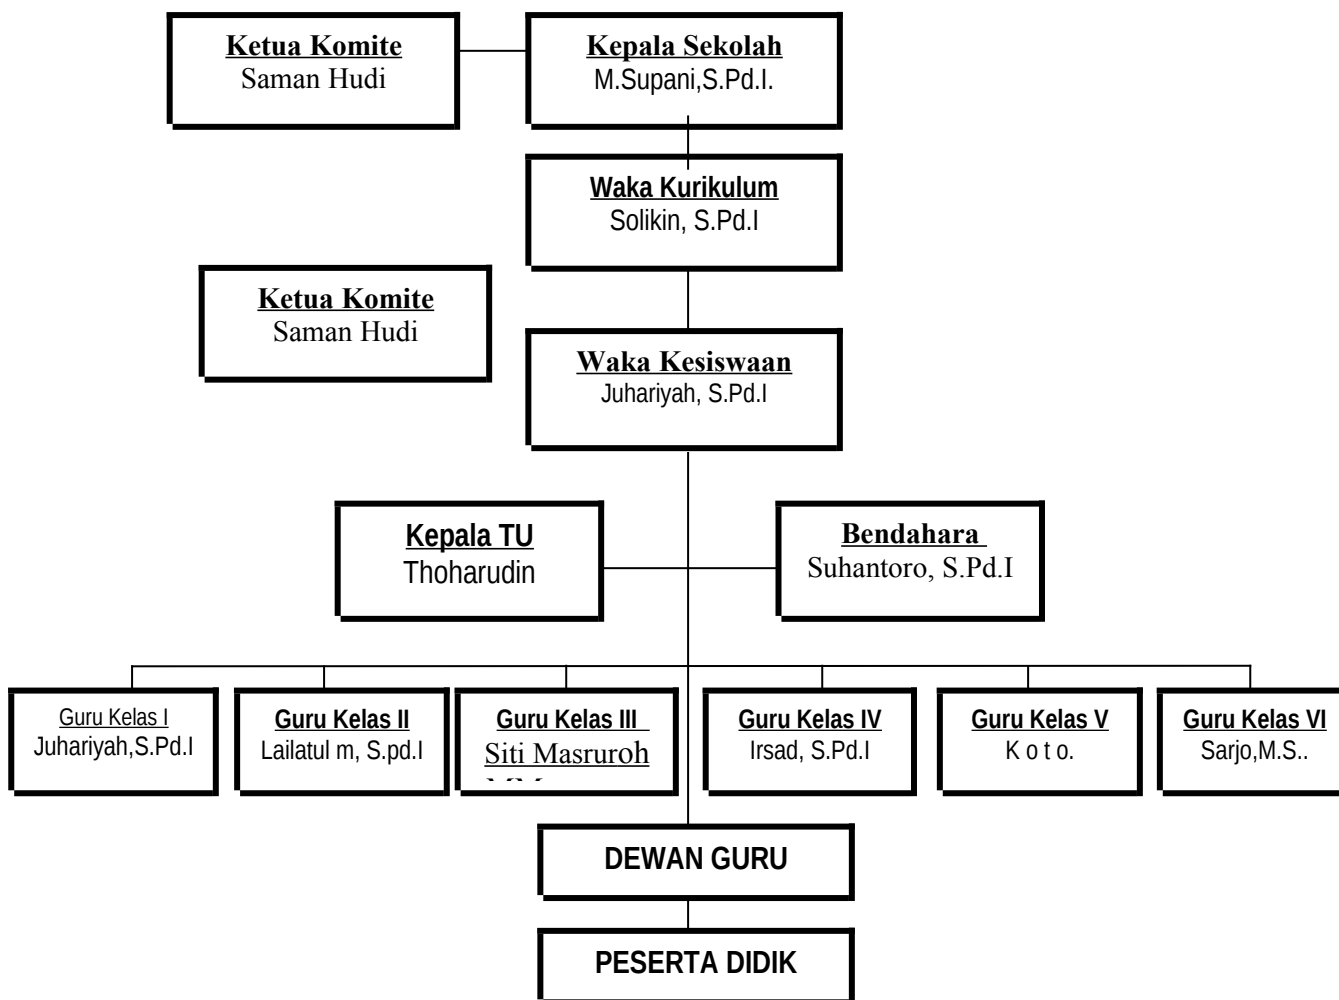 Ketua Komite
Saman Hudi
Kepala Sekolah
M.Supani,S.Pd.I.
Waka Kurikulum
Solikin, S.Pd.I
Ketua Komite
Saman Hudi
Waka Kesiswaan
Juhariyah, S.Pd.I
Kepala TU
Thoharudin
Bendahara
Suhantoro, S.Pd.I
Guru Kelas I
Juhariyah,S.Pd.I
Guru Kelas II
Lailatul m, S.pd.I
Guru Kelas III
Siti Masruroh
Guru Kelas IV
Irsad, S.Pd.I
Guru Kelas V
K o t o.
Guru Kelas VI
Sarjo,M.S..
DEWAN GURU
PESERTA DIDIK